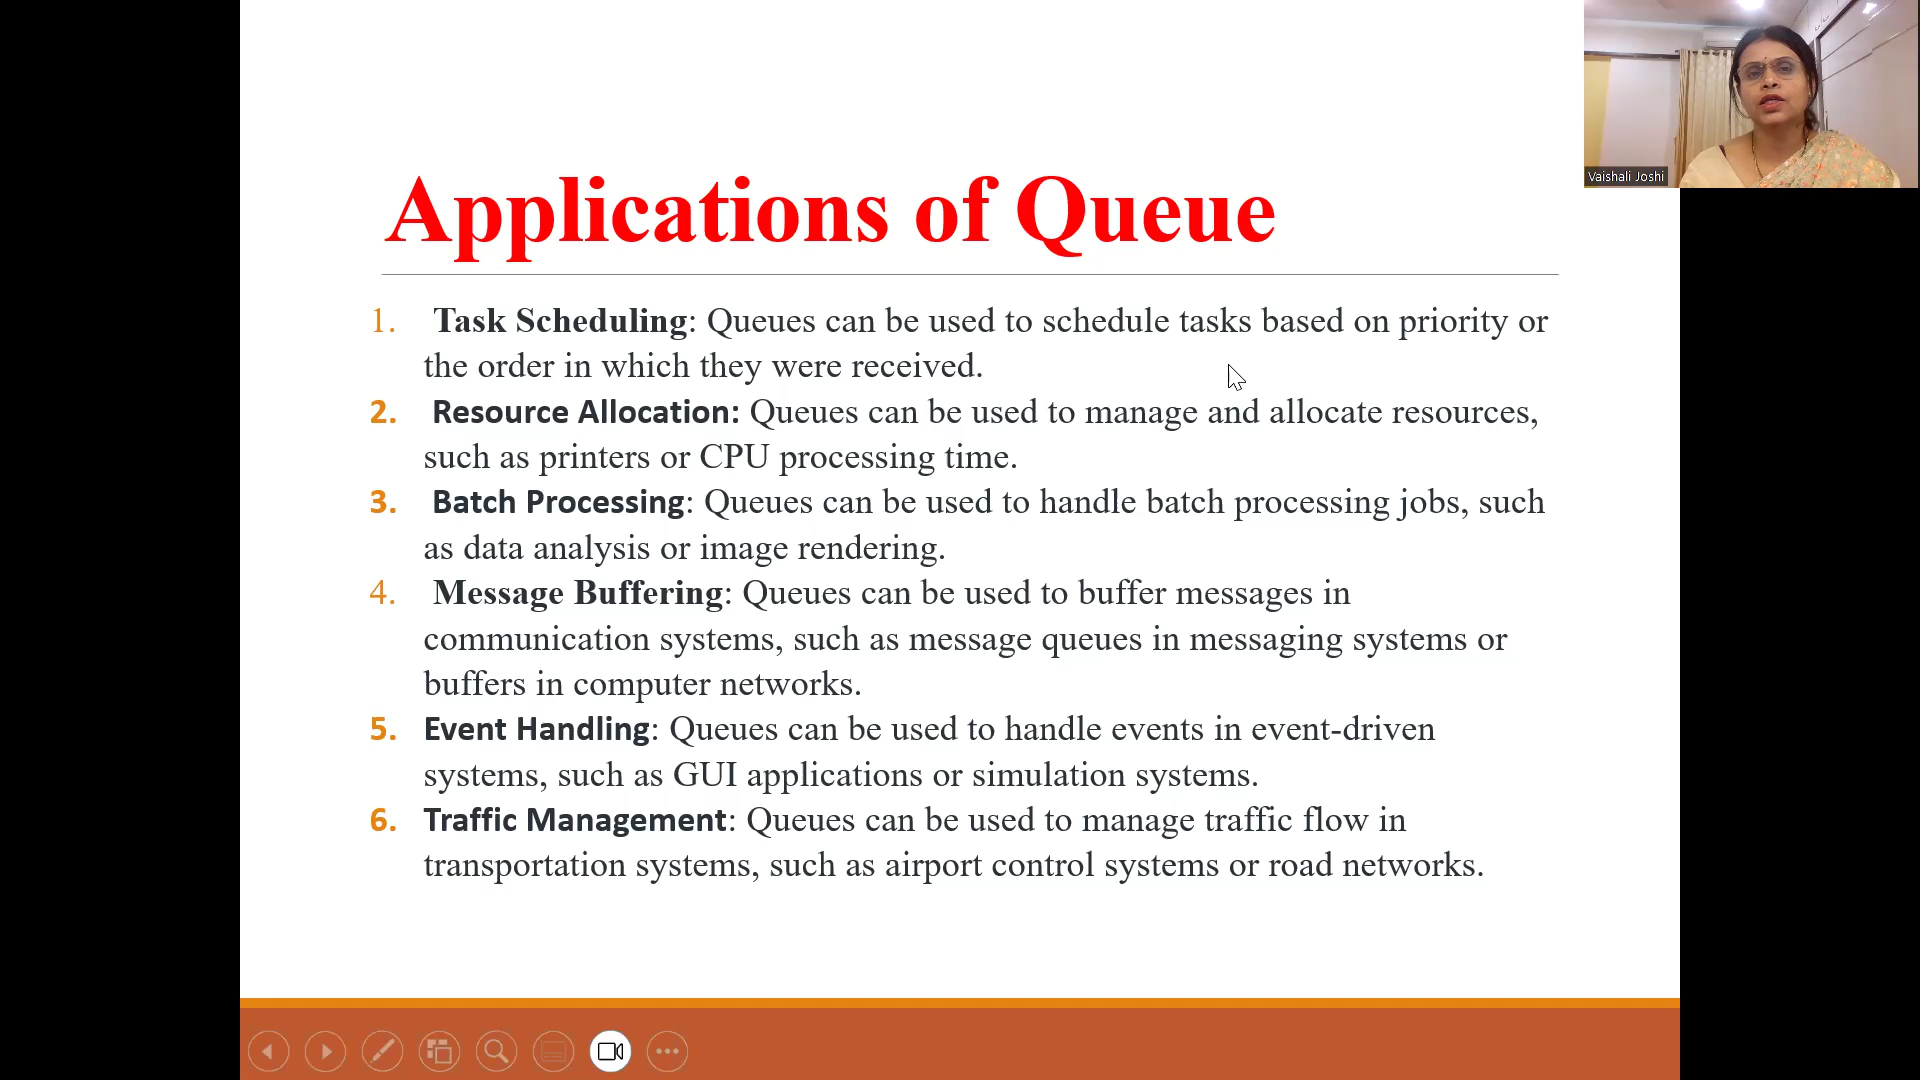 Applications of Queue
1. Task Scheduling: Queues can be used to schedule tasks based on priority or
the order in which they were received.
2. Resource Allocation: Queues can be used to manage and allocate resources,
such as printers or CPU processing time.
3. Batch Processing: Queues can be used to handle batch processing jobs, such
as data analysis or image rendering.
4. Message Buffering: Queues can be used to buffer messages in
communication systems, such as message queues in messaging systems or
buffers in computer networks.
5. Event Handling: Queues can be used to handle events in event-driven
systems, such as GUI applications or simulation systems.
6. Traffic Management: Queues can be used to manage traffic flow in
transportation systems, such as airport control systems or road networks.
Vaishali Joshi